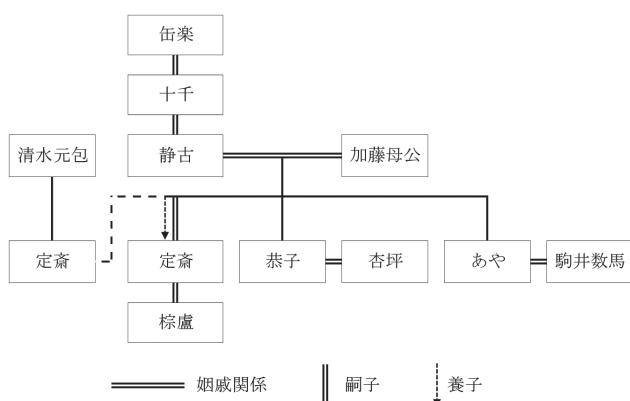 缶楽
十千
清水元包
静古
加藤母公
定斎
定斎
恭子
杏坪
あや
駒井数馬
棕盧
姻戚関係
嗣子
養子